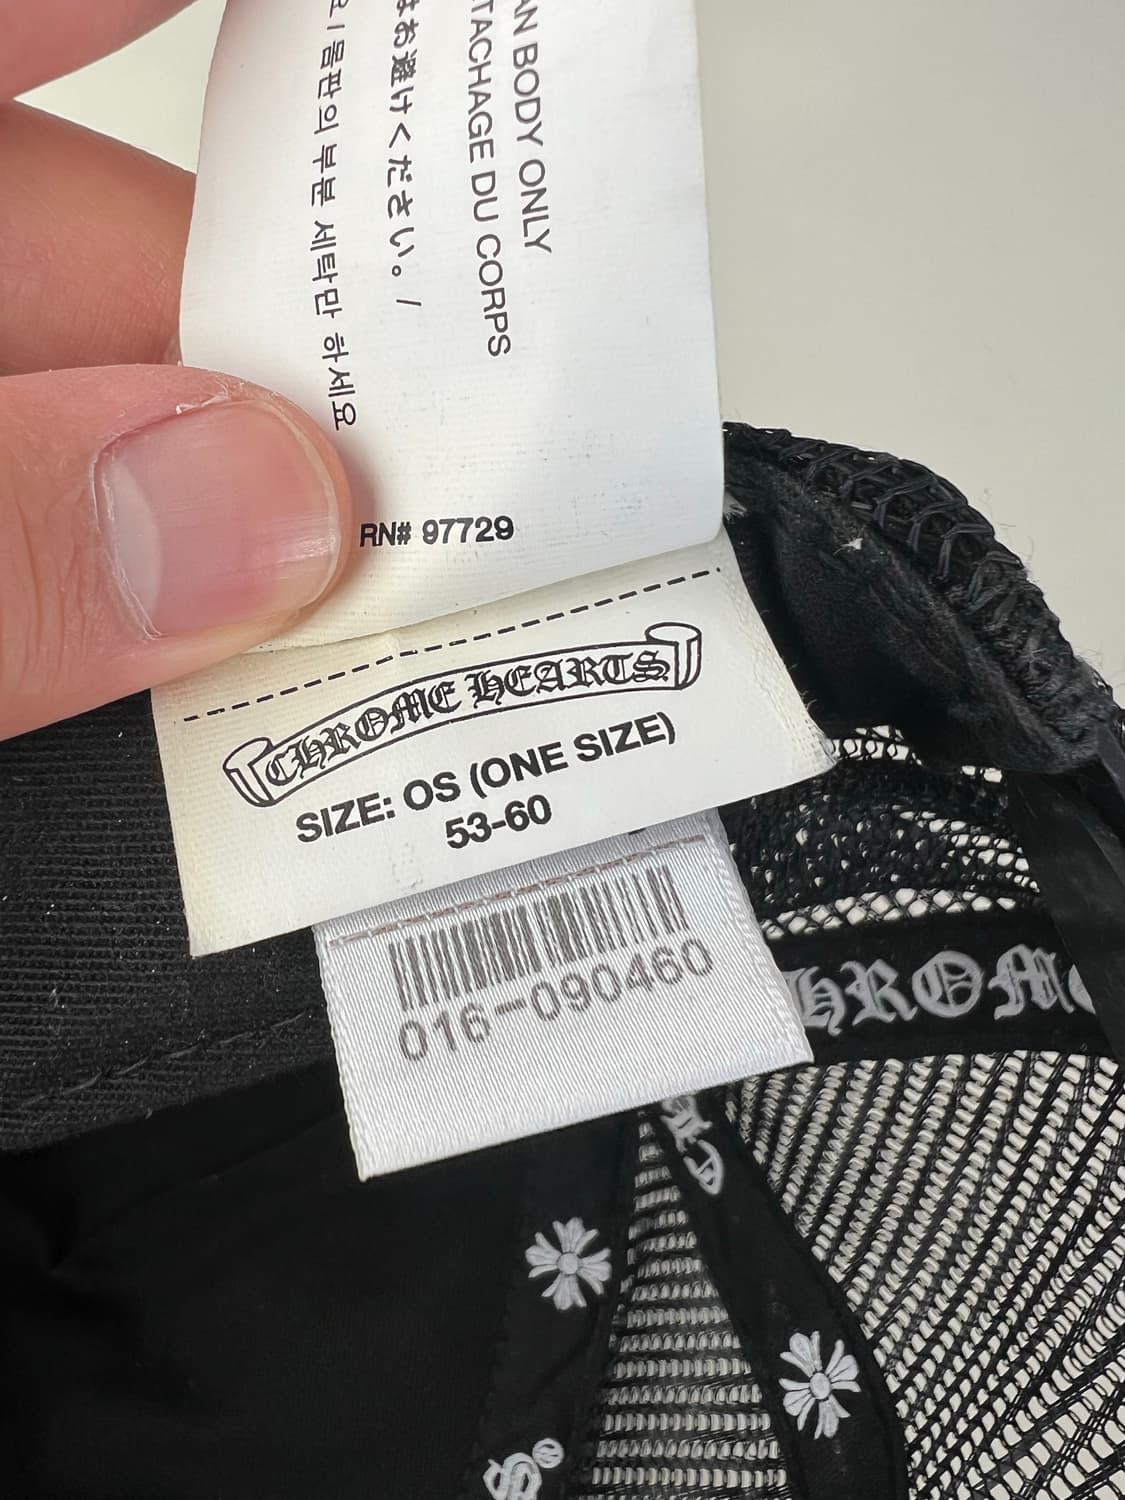 AN BODY ONLY
TACHAGE DU CORPS
はお避けください。/
요 / 몸판의 부분 세탁만 하세요
RN# 97729
CHROME HEARTS
SIZE: OS (ONE SIZE)
53-60
016-090460
HROM